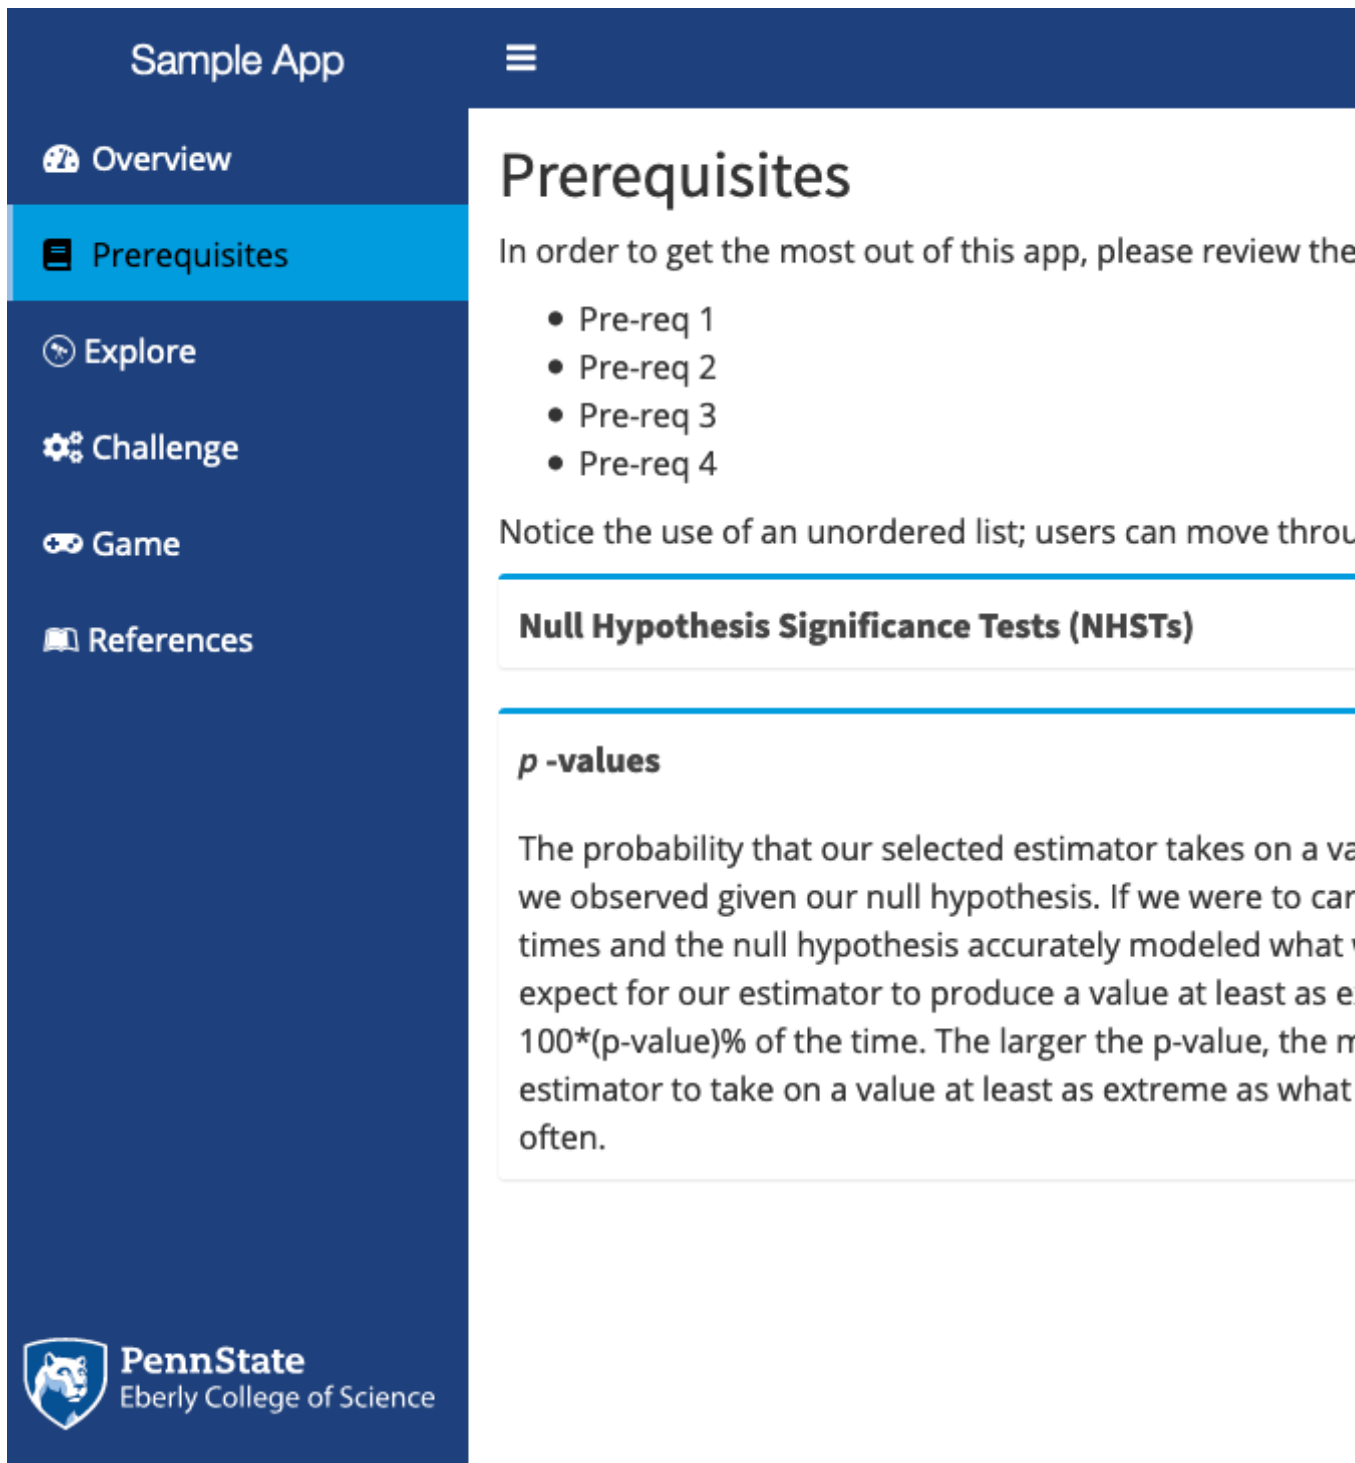 Sample App
Overview
Prerequisites
Explore
Challenge
Game
References
PennState
Eberly College of Science
Prerequisites
In order to get the most out of this app, please review the
• Pre-req 1
• Pre-req 2
• Pre-req 3
• Pre-req 4
Notice the use of an unordered list; users can move
Null Hypothesis Significance Tests (NHSTs)
p -values
The probability that our selected estimator takes on a
we observed given our null hypothesis. If we were to
times and the null hypothesis accurately modeled what
expect for our estimator to produce a value at least as
100*(p-value)% of the time. The larger the p-value, the
estimator to take on a value at least as extreme as what
often.